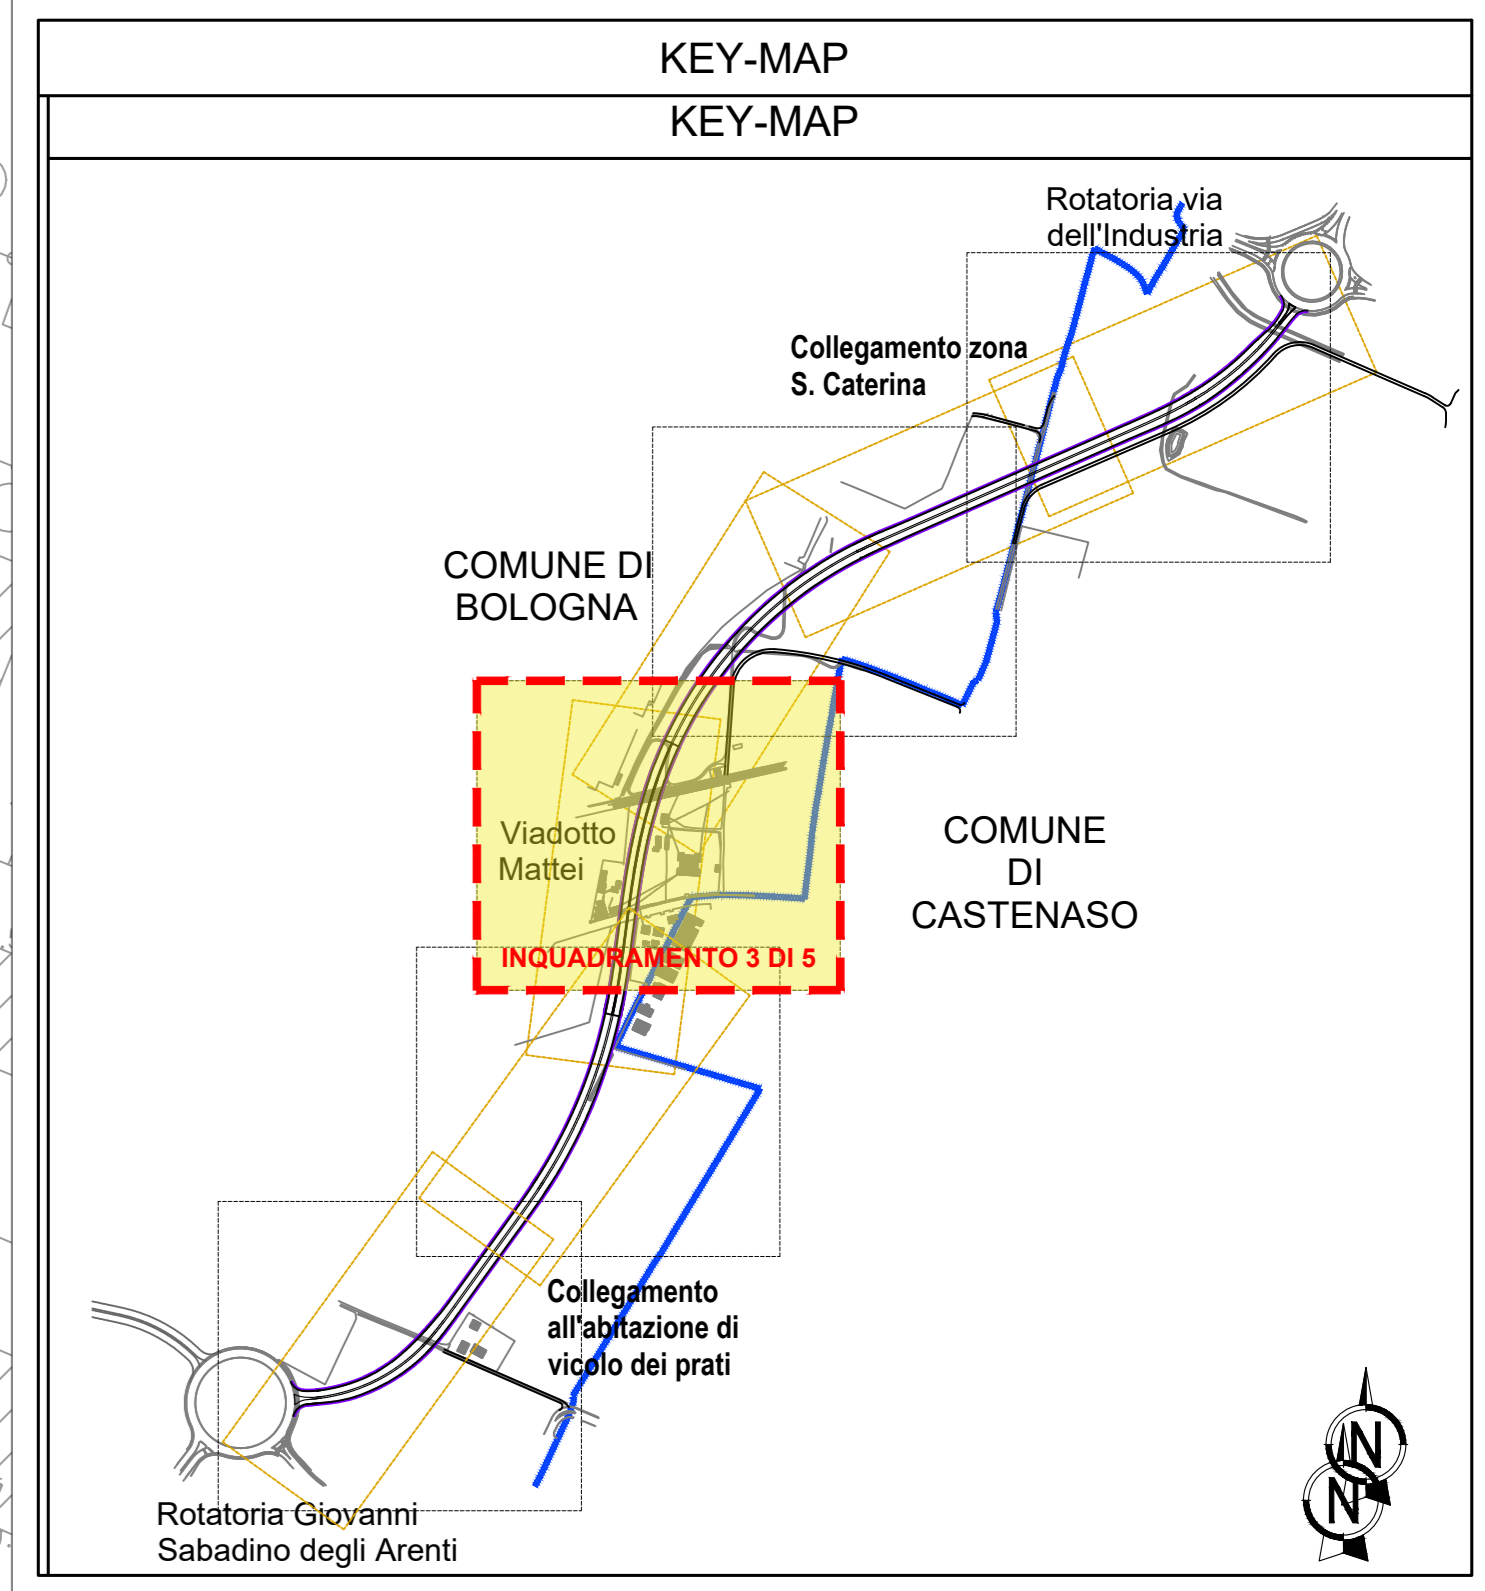 KEY-MAP
KEY-MAP
Rotatoria via
dell'Industria
Collegamento zona
S. Caterina
COMUNE DI
BOLOGNA
Viadotto
Mattei
COMUNE
DI
CASTENASO
INQUADRAMENTO 3 DI 5
Collegamento
all'abitazione di
vicolo dei prati
Rotatoria Giovanni
Sabadino degli Arenti
N
N